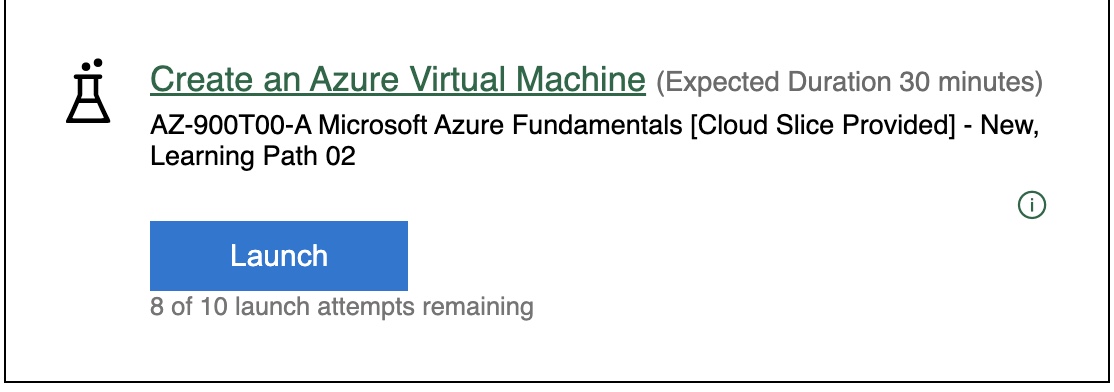 Create an Azure Virtual Machine (Expected Duration 30 minutes)
AZ-900T00-A Microsoft Azure Fundamentals [Cloud Slice Provided] - New,
Learning Path 02
i
Launch
8 of 10 launch attempts remaining